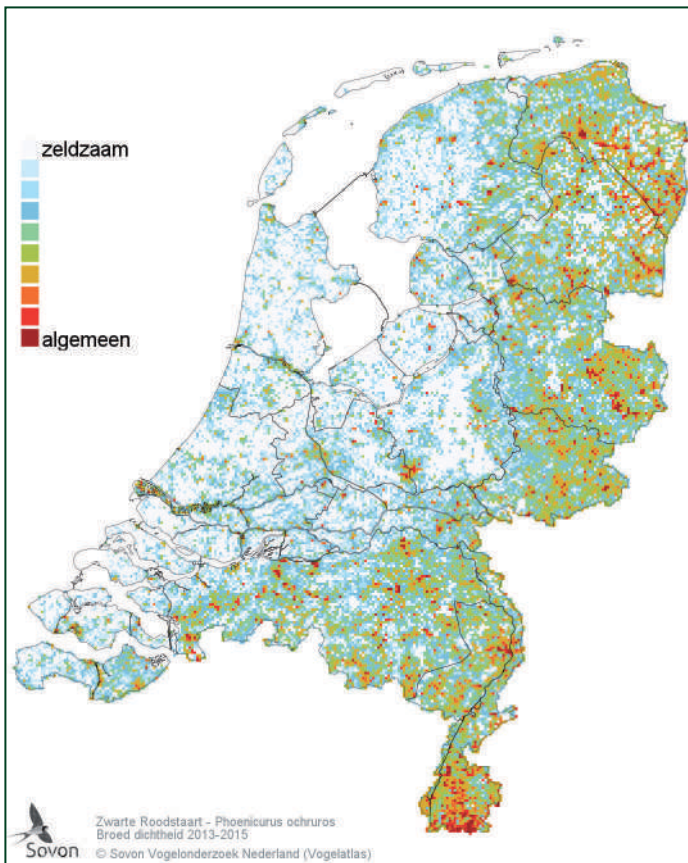 zeldzaam
algemeen
Zwarte Roodstaart - Phoenicurus ochruros
Broed dichtheid 2013-2015
Sovon
© Sovon Vogelonderzoek Nederland (Vogelatlas)